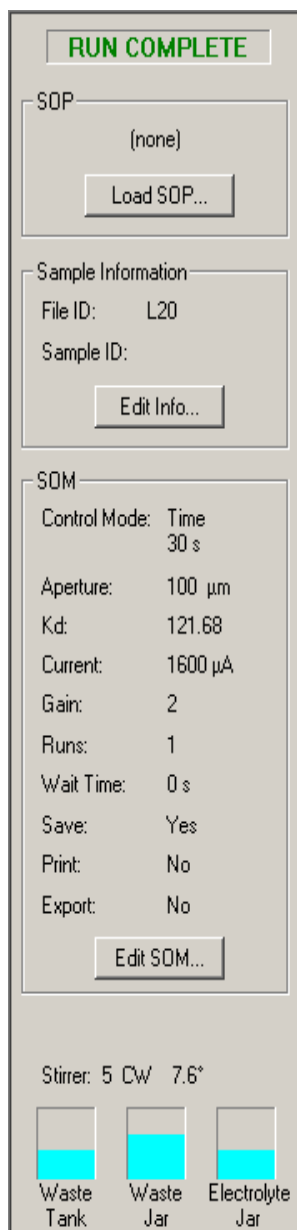 RUN COMPLETE
SOP
(none)
Load SOP...
Sample Information
File ID: L20
Sample ID:
Edit Info...
SOM
Control Mode: Time
30 s
Aperture: 100 µm
Kd: 121.68
Current: 1600 µA
Gain: 2
Runs: 1
Wait Time: 0 s
Save: Yes
Print: No
Export: No
Edit SOM...
Stirrer: 5 CW 7.6°
Waste Tank
Waste Jar
Electrolyte Jar